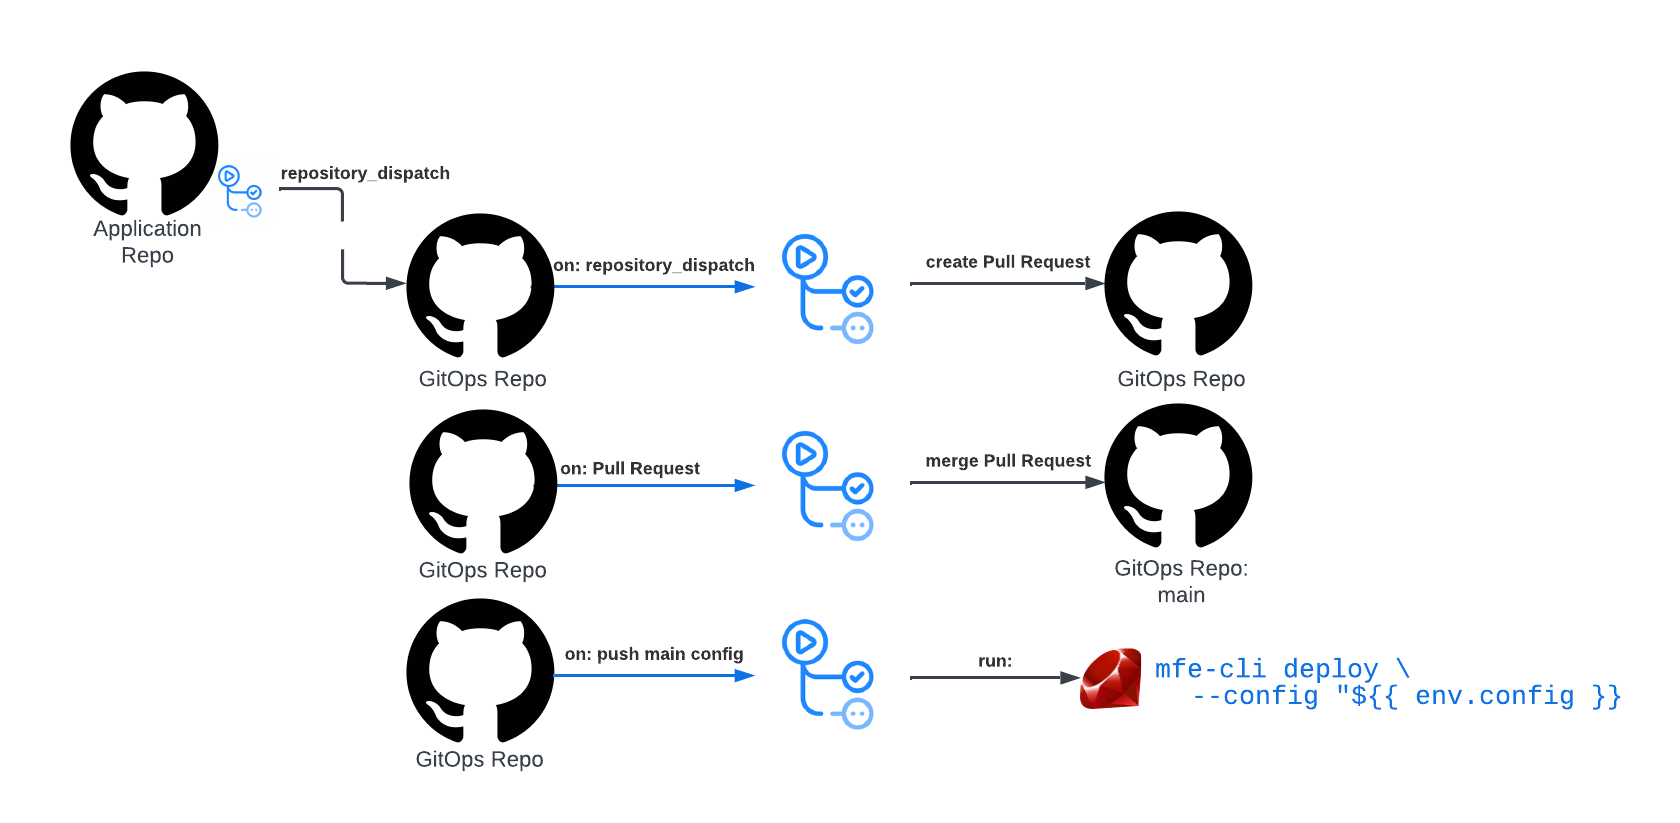 repository_dispatch
Application
Repo
on: repository_dispatch
create Pull Request
GitOps Repo
GitOps Repo
on: Pull Request
merge Pull Request
GitOps Repo
GitOps Repo:
main
on: push main config
run:
mfe-cli deploy \
--config "${{ env.config }}
GitOps Repo